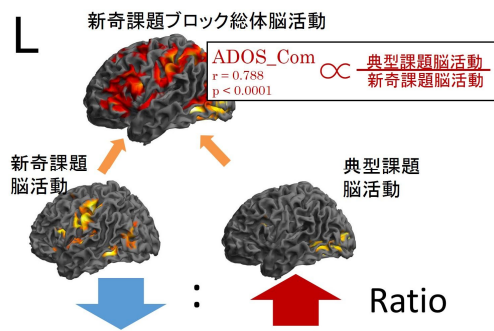 L
新奇課題ブロック総体脳活動
ADOS_Com
r = 0.788
p < 0.0001
∝
典型課題脳活動
新奇課題脳活動
新奇課題
脳活動
典型課題
脳活動
:
Ratio